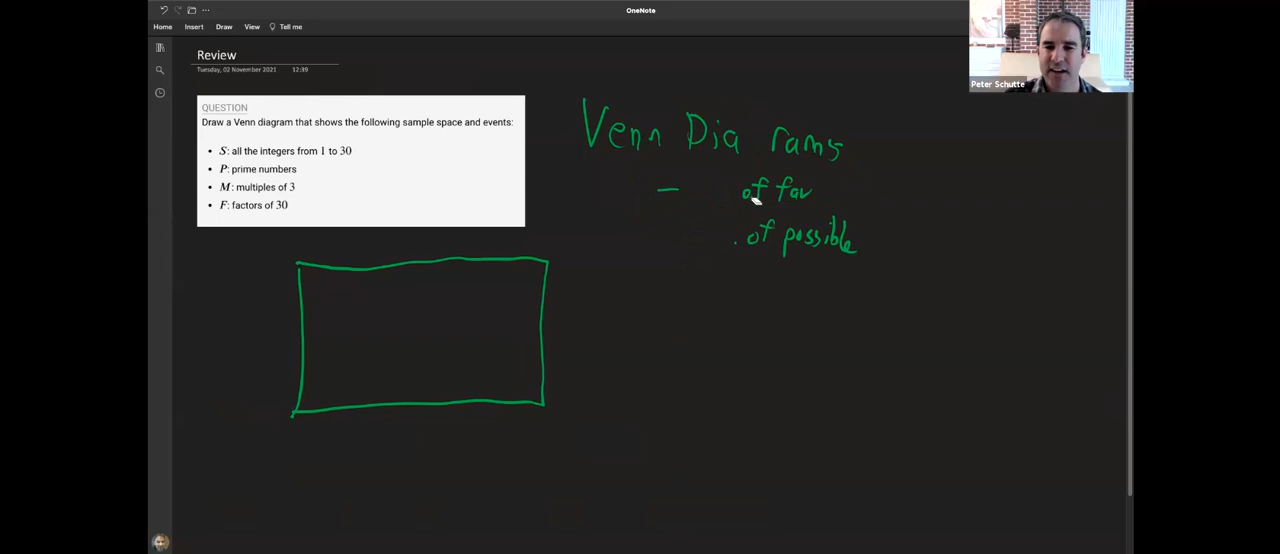 OneNote
Home Insert Draw View Tell me
Review
Tuesday, 02 November 2021 12:39
QUESTION
Draw a Venn diagram that shows the following sample space and events:
• S: all the integers from 1 to 30
• P: prime numbers
• M: multiples of 3
• F: factors of 30
Venn Dia rams
– of fav
. of possible
Peter Schutte